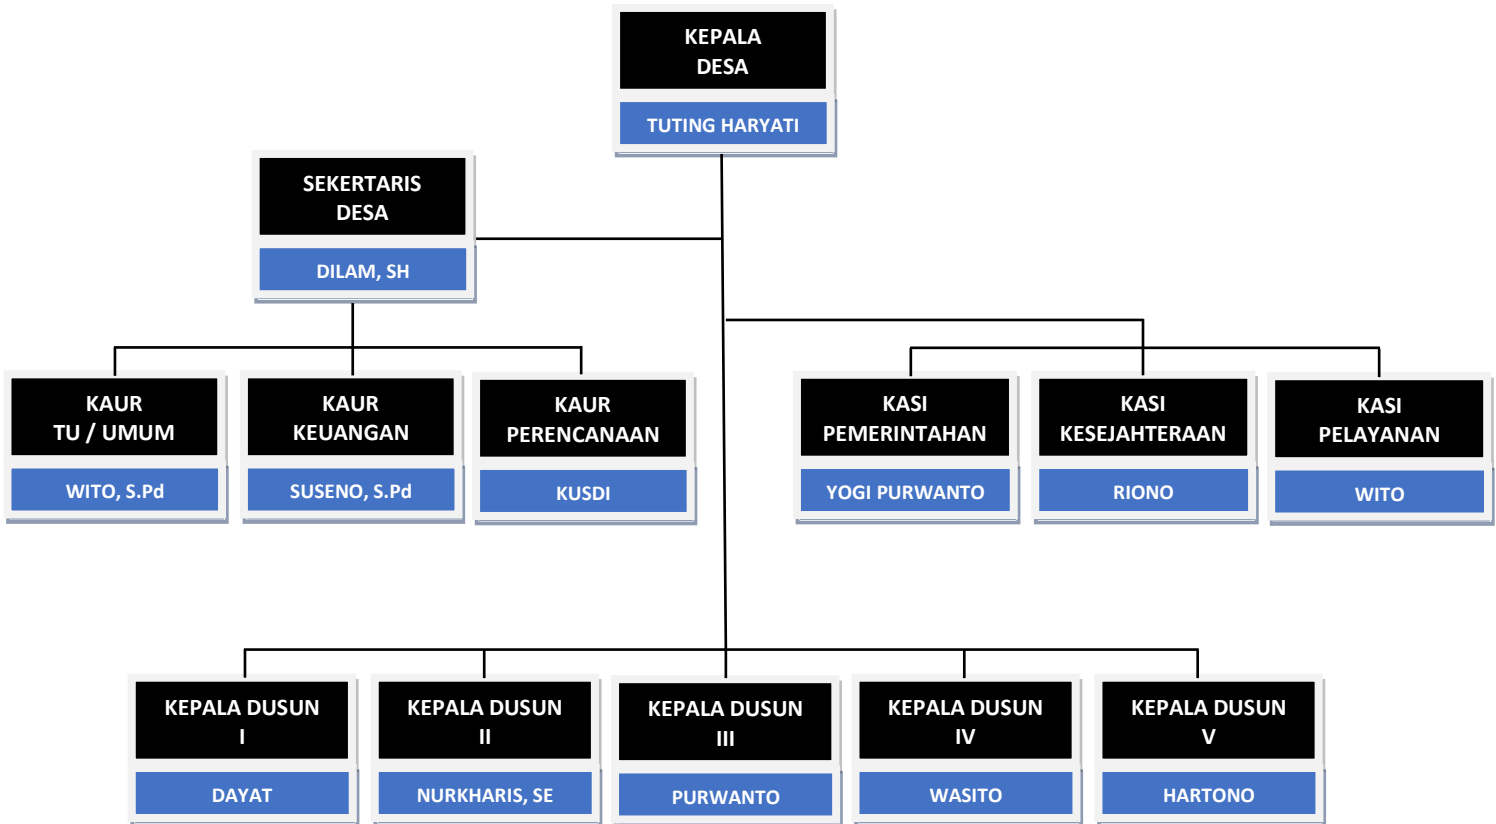 KEPALA
DESA
TUTING HARYATI
SEKERTARIS
DESA
DILAM, SH
KAUR
TU / UMUM
WITO, S.Pd
KAUR
KEUANGAN
SUSENO, S.Pd
KAUR
PERENCANAAN
KUSDI
KASI
PEMERINTAHAN
YOGI PURWANTO
KASI
KESEJAHTERAAN
RIONO
KASI
PELAYANAN
WITO
KEPALA DUSUN
I
DAYAT
KEPALA DUSUN
II
NURKHARIS, SE
KEPALA DUSUN
III
PURWANTO
KEPALA DUSUN
IV
WASITO
KEPALA DUSUN
V
HARTONO